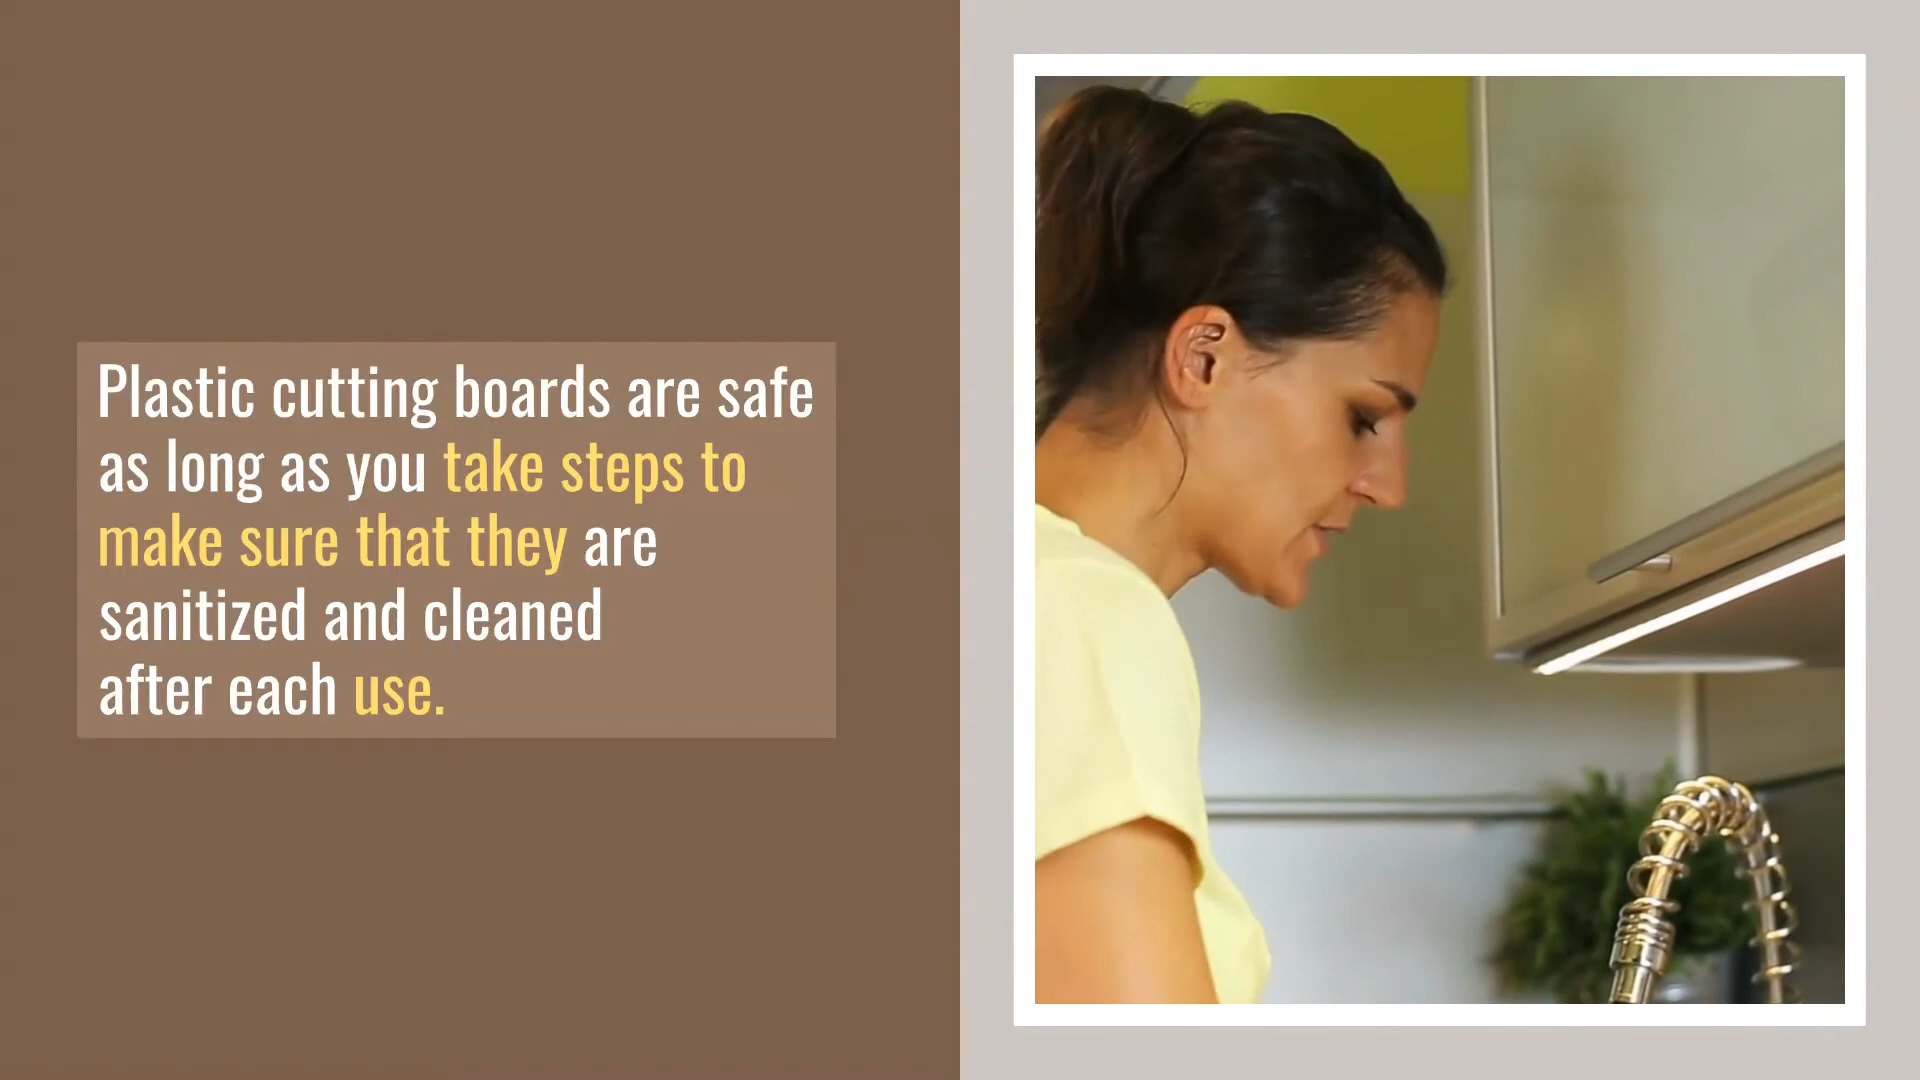 Plastic cutting boards are safe
as long as you take steps to
make sure that they are
sanitized and cleaned
after each use.